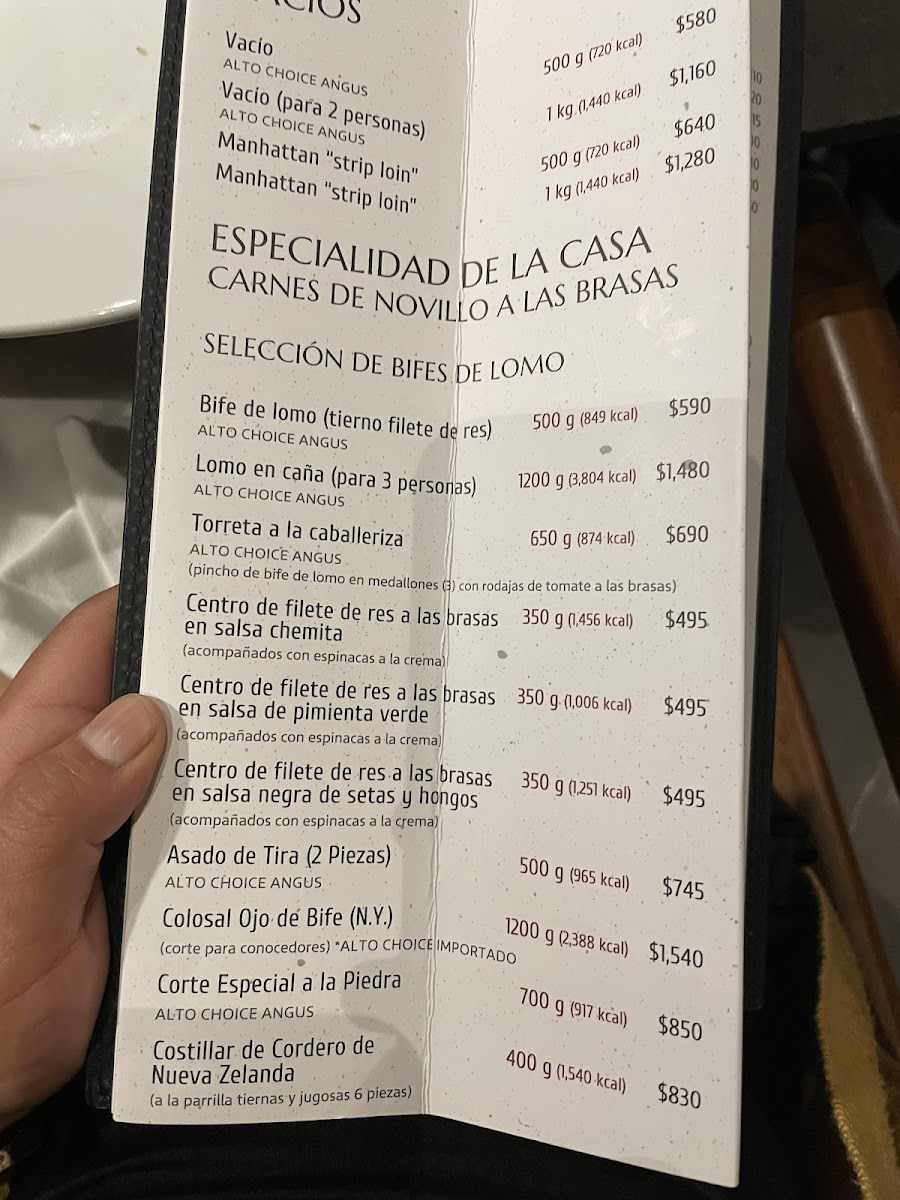 Vacío 500 g (720 kcal) $580
ALTO CHOICE ANGUS
Vacío (para 2 personas) 1 kg (1,440 kcal) $1,160
ALTO CHOICE ANGUS
Manhattan "strip loin" 500 g (720 kcal) $640
Manhattan "strip loin" 1 kg (1,440 kcal) $1,280
ESPECIALIDAD DE LA CASA
CARNES DE NOVILLO A LAS BRASAS
SELECCIÓN DE BIFES DE LOMO
Bife de lomo (tierno filete de res) 500 g (849 kcal) $590
ALTO CHOICE ANGUS
Lomo en caña (para 3 personas) 1200 g (3,804 kcal) $1,480
ALTO CHOICE ANGUS
Torreta a la caballeriza 650 g (874 kcal) $690
ALTO CHOICE ANGUS
(pincho de bife de lomo en medallones (3) con rodajas de tomate a las brasas)
Centro de filete de res a las brasas 350 g (1,456 kcal) $495
en salsa chemita
(acompañados con espinacas a la crema)
Centro de filete de res a las brasas 350 g (1,006 kcal) $495
en salsa de pimienta verde
(acompañados con espinacas a la crema)
Centro de filete de res a las brasas 350 g (1,251 kcal) $495
en salsa negra de setas y hongos
(acompañados con espinacas a la crema)
Asado de Tira (2 Piezas) 500 g (965 kcal) $745
ALTO CHOICE ANGUS
Colosal Ojo de Bife (N.Y.) 1200 g (2,388 kcal) $1,540
(corte para conocedores) *ALTO CHOICE IMPORTADO
Corte Especial a la Piedra 700 g (917 kcal) $850
ALTO CHOICE ANGUS
Costillar de Cordero de 400 g (1,540 kcal) $830
Nueva Zelanda
(a la parrilla tiernas y jugosas 6 piezas)